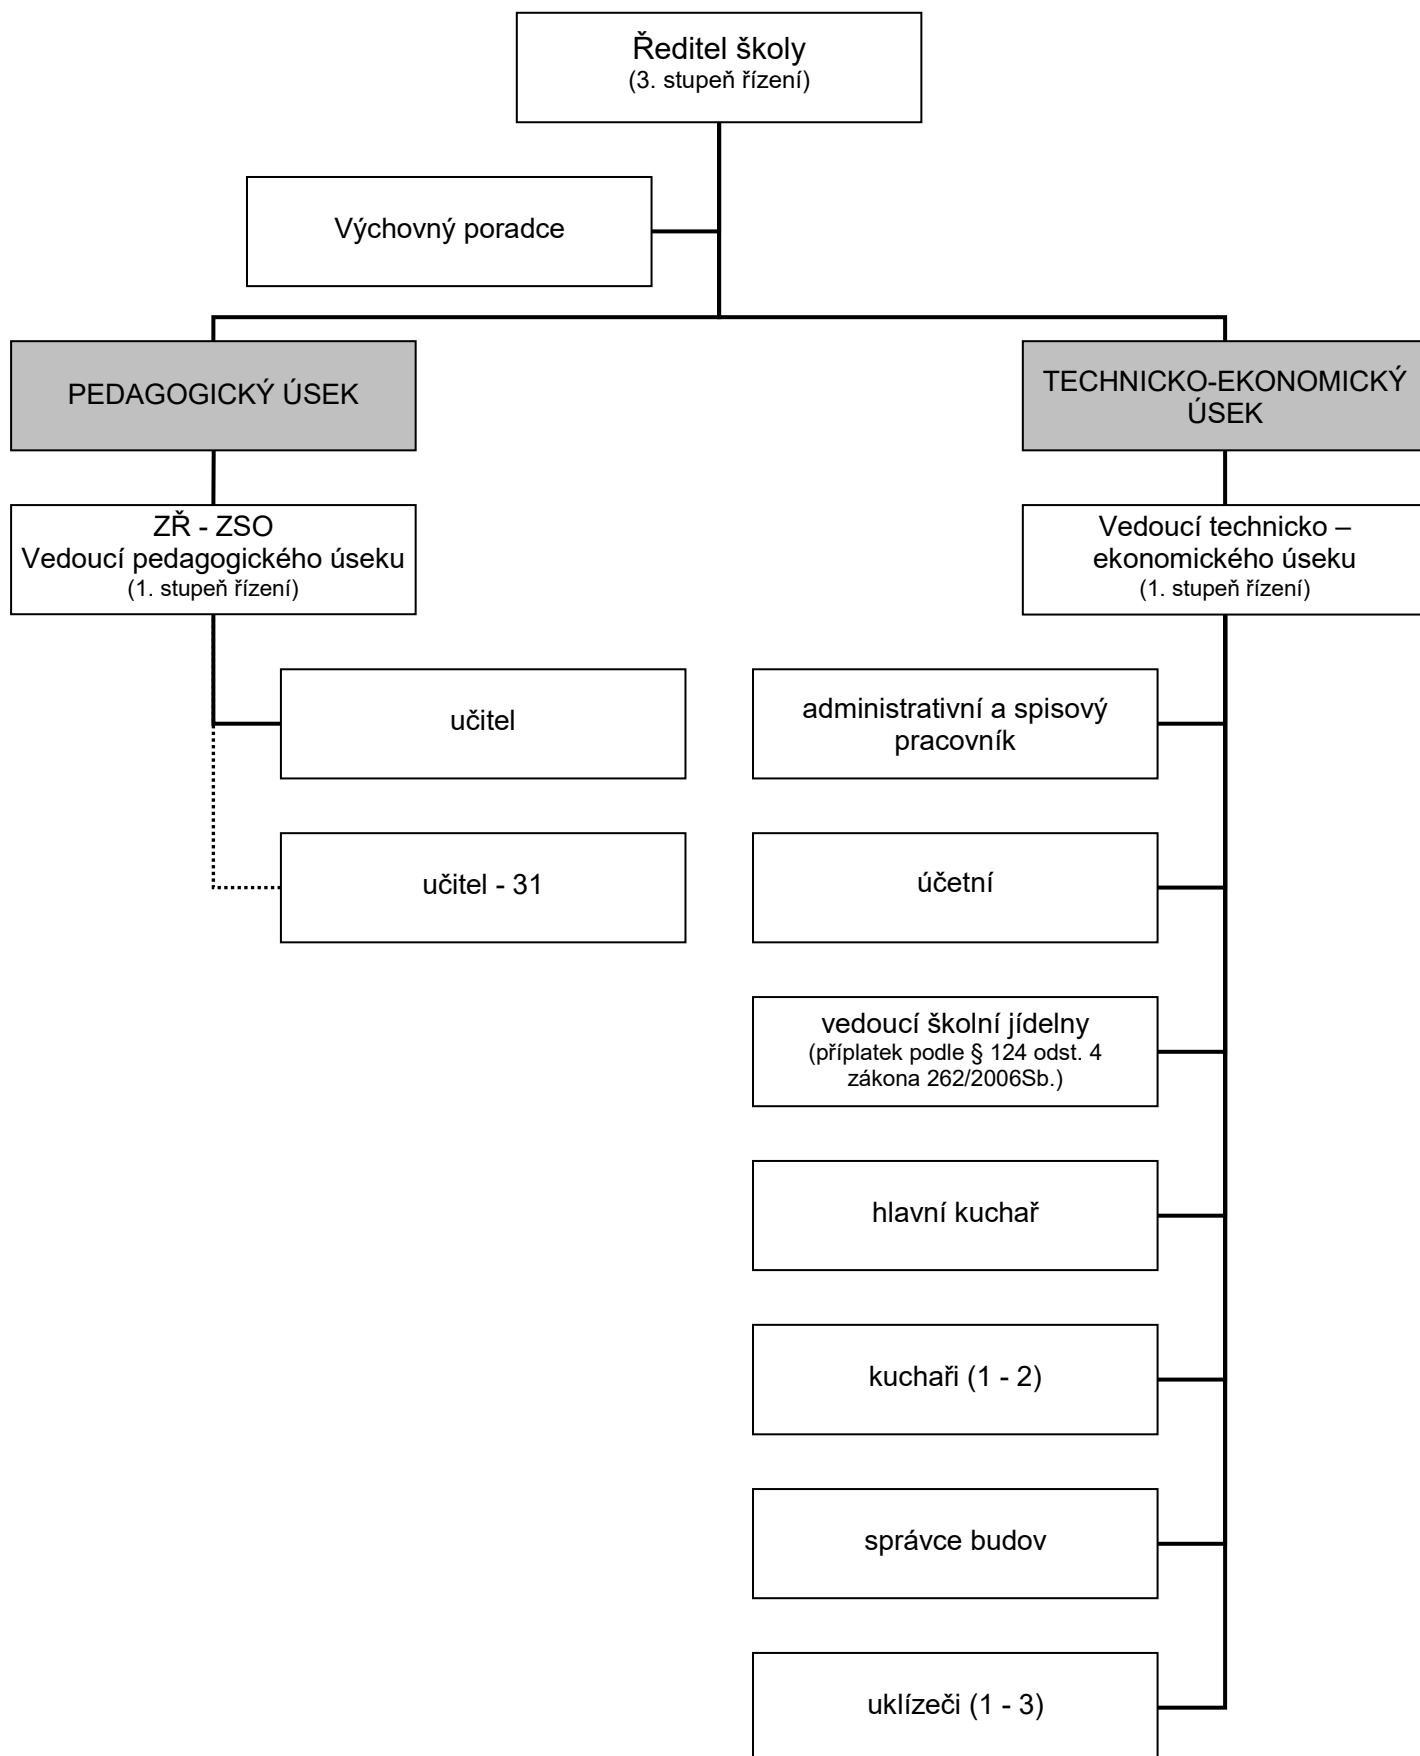 Ředitel školy
(3. stupeň řízení)
Výchovný poradce
PEDAGOGICKÝ ÚSEK
TECHNICKO-EKONOMICKÝ
ÚSEK
ZŘ - ZSO
Vedoucí pedagogického úseku
(1. stupeň řízení)
Vedoucí technicko –
ekonomického úseku
(1. stupeň řízení)
učitel
administrativní a spisový
pracovník
učitel - 31
účetní
vedoucí školní jídelny
(příplatek podle § 124 odst. 4
zákona 262/2006Sb.)
hlavní kuchař
kuchaři (1 - 2)
správce budov
uklízeči (1 - 3)